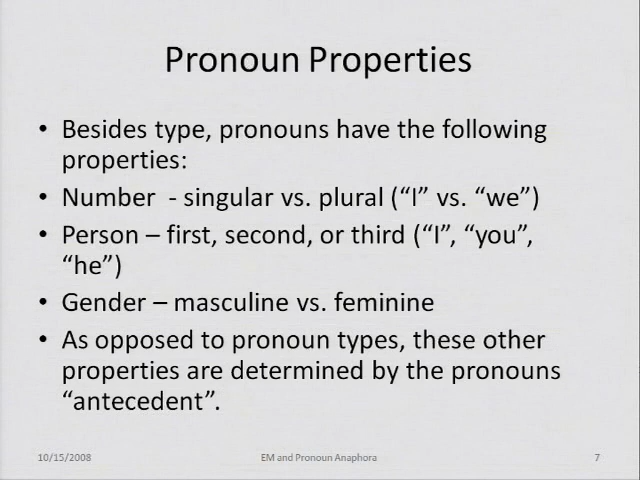 Pronoun Properties
• Besides type, pronouns have the following
properties:
• Number - singular vs. plural (“I” vs. “we”)
• Person – first, second, or third (“I”, “you”,
“he”)
• Gender – masculine vs. feminine
• As opposed to pronoun types, these other
properties are determined by the pronouns
“antecedent”.
10/15/2008 EM and Pronoun Anaphora 7